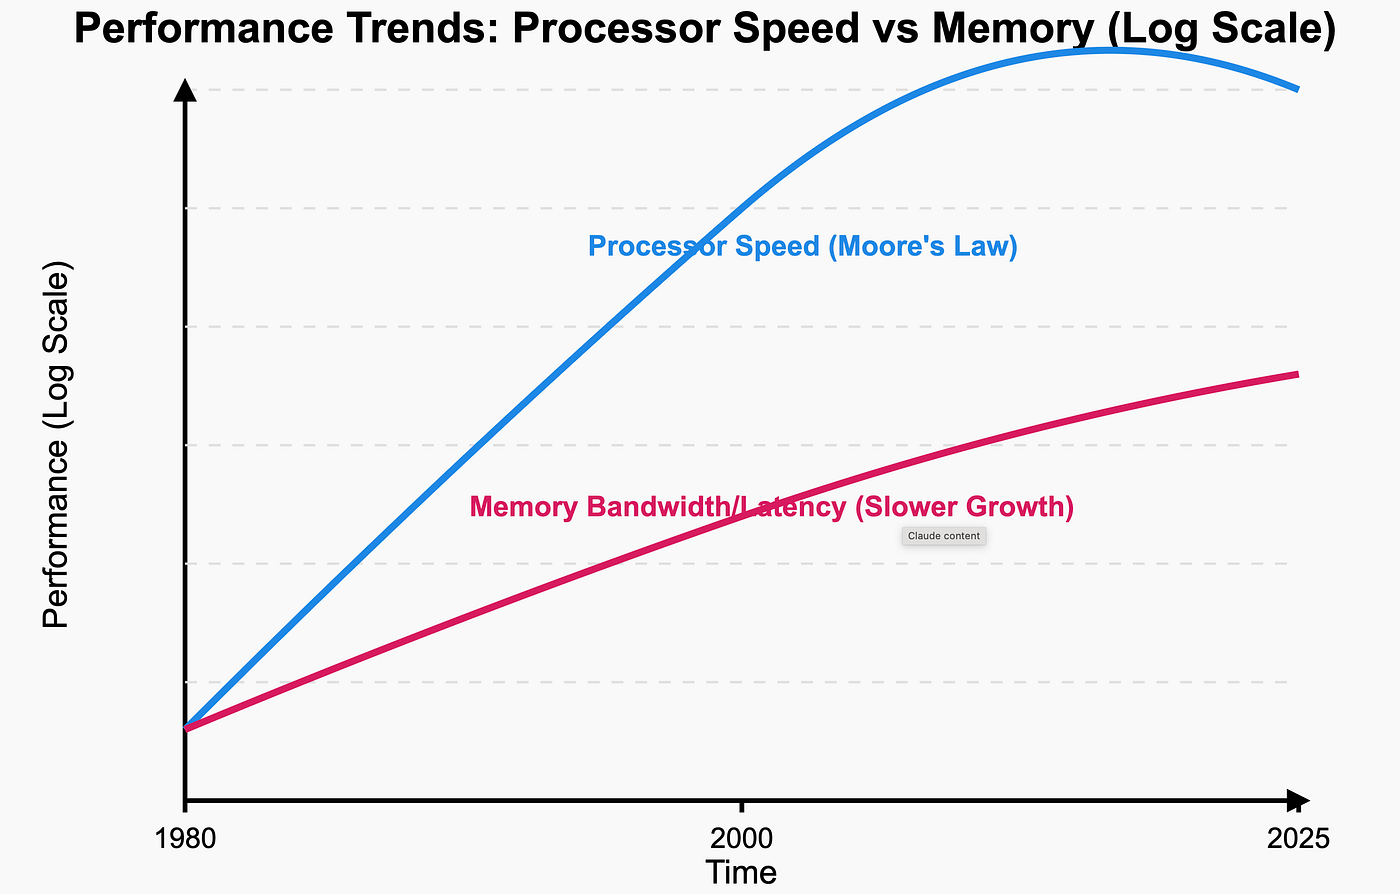 Performance Trends: Processor Speed vs Memory (Log Scale)
Processor Speed (Moore's Law)
Performance (Log Scale)
Memory Bandwidth/Latency (Slower Growth)
Claude content
1980
2000
2025
Time